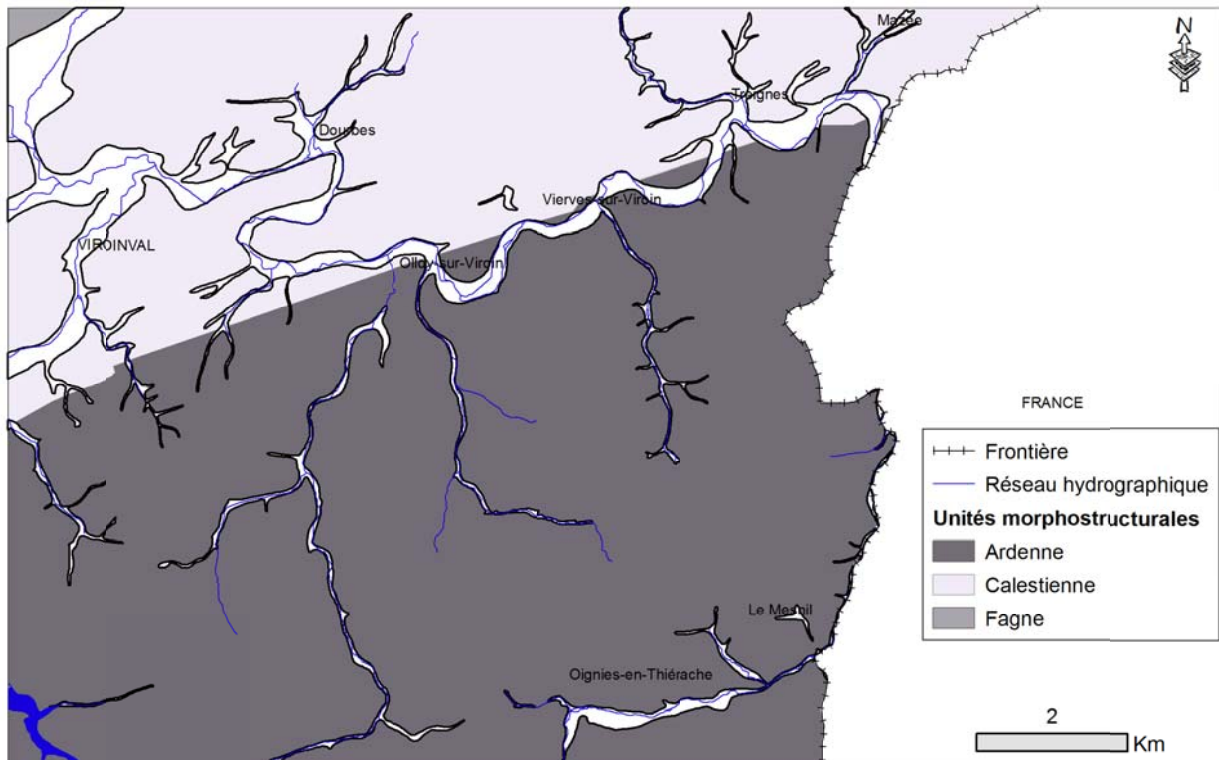 Mazée
N
Treignes
Dourbes
Vierves-sur-Viroin
VIROINVAL
Olloy-sur-Viroin
FRANCE
Frontière
Réseau hydrographique
Unités morphostructurales
Ardenne
Calestienne
Fagne
Le Mesnil
Oignies-en-Thiérache
2
Km